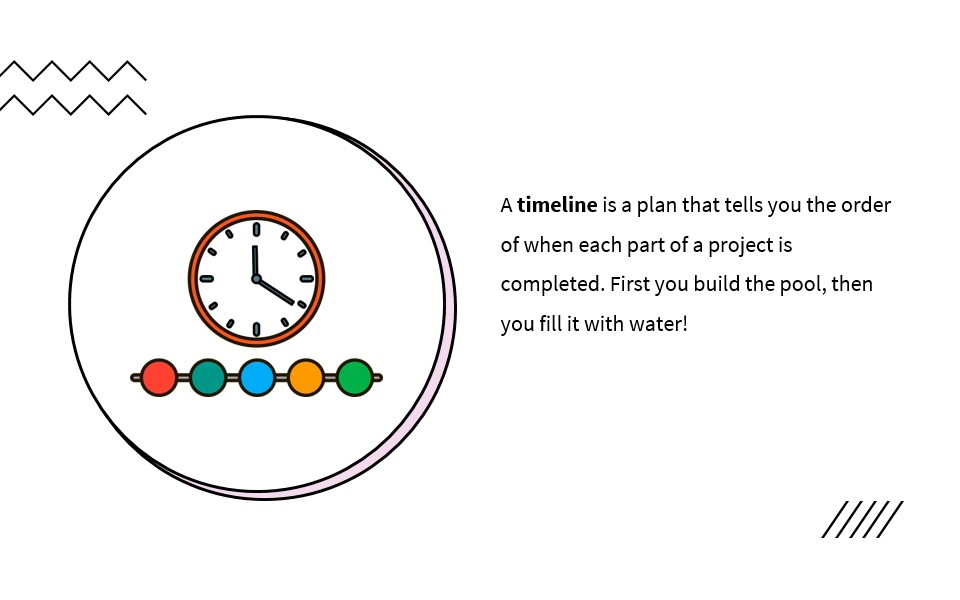 A timeline is a plan that tells you the order
of when each part of a project is
completed. First you build the pool, then
you fill it with water!